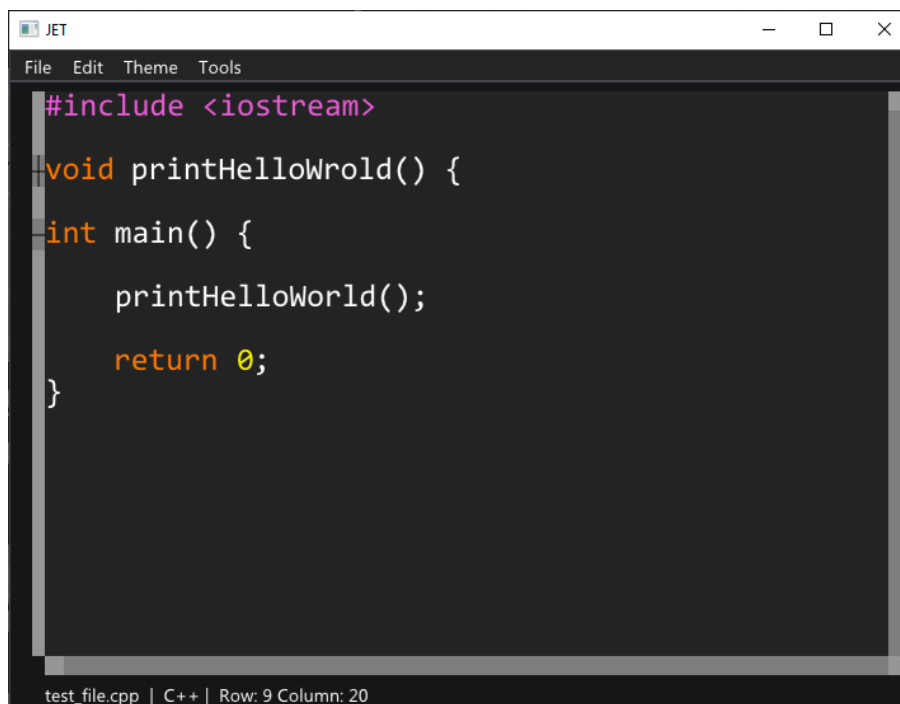 JET
File Edit Theme Tools
#include <iostream>
void printHelloWrold() {
int main() {
printHelloWorld();
return 0;
}
test_file.cpp | C++ | Row: 9 Column: 20